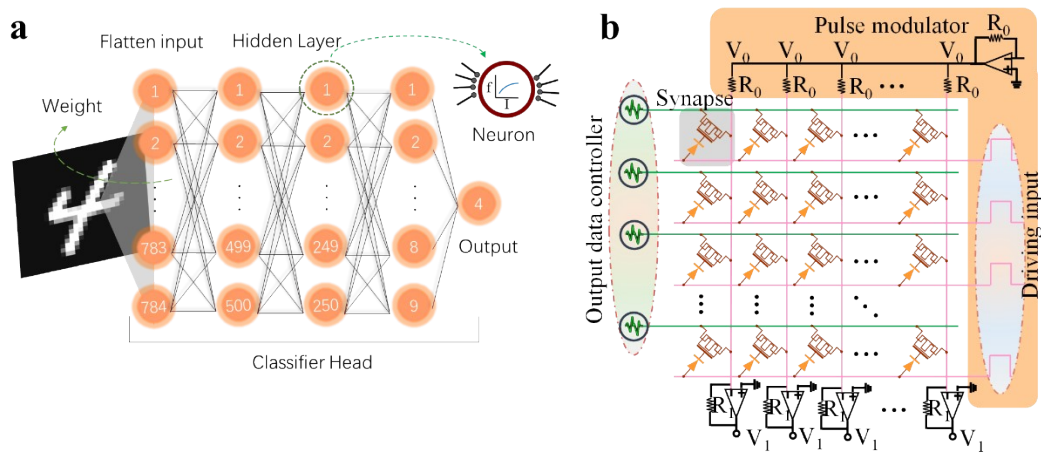 a
Flatten input
Hidden Layer
Weight
1 1 1 1
f
I
Neuron
2 2 2 2
4
783 499 249 8
Output
784 500 250 9
Classifier Head
b
Pulse modulator
V0 V0 V0 V0 R0
R0 R0 R0 ... R0
Synapse
Output data controller
Driving input
R1 R1 R1 ... R1
V1 V1 V1 V1